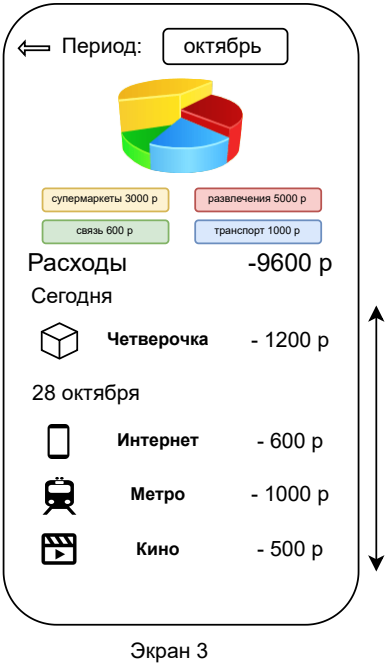 Период: октябрь
супермаркеты 3000 р развлечения 5000 р
связь 600 р транспорт 1000 р
Расходы -9600 р
Сегодня
Четверочка - 1200 р
28 октября
Интернет - 600 р
Метро - 1000 р
Кино - 500 р
Экран 3